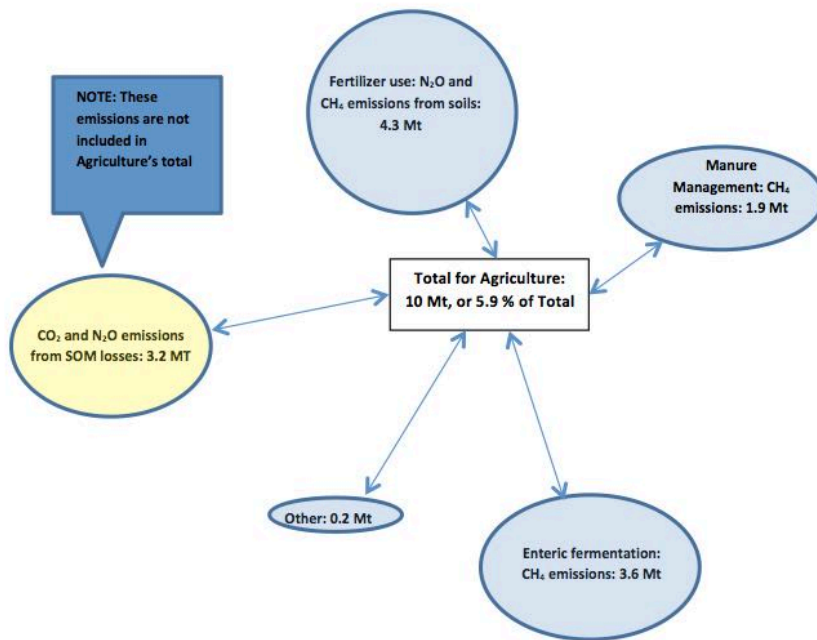 NOTE: These
emissions are not
included in
Agriculture's total
Fertilizer use: N₂O and
CH₄ emissions from soils:
4.3 Mt
Manure
Management: CH₄
emissions: 1.9 Mt
Total for Agriculture:
10 Mt, or 5.9 % of Total
CO₂ and N₂O emissions
from SOM losses: 3.2 MT
Other: 0.2 Mt
Enteric fermentation:
CH₄ emissions: 3.6 Mt